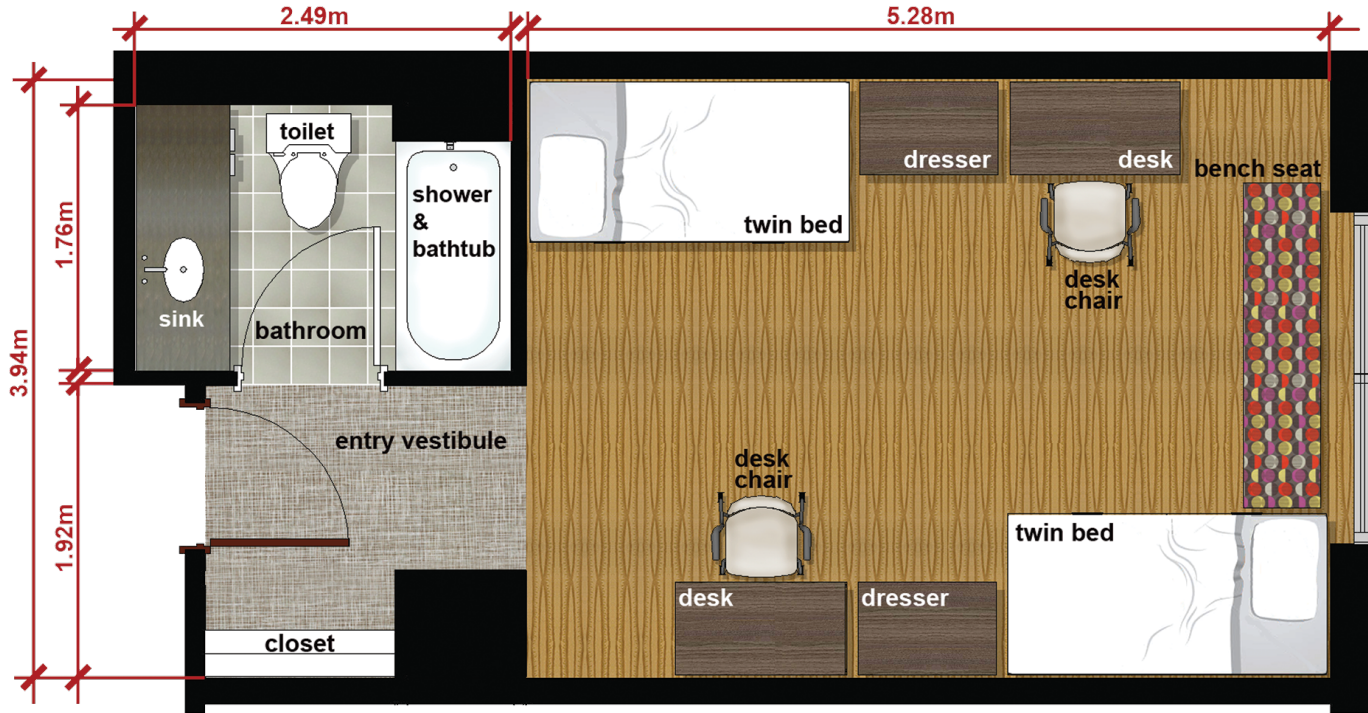 2.49m
5.28m
3.94m
1.76m
1.92m
toilet
shower
&
bathtub
sink
bathroom
entry vestibule
closet
twin bed
dresser
desk
bench seat
desk
chair
desk
chair
desk
dresser
twin bed